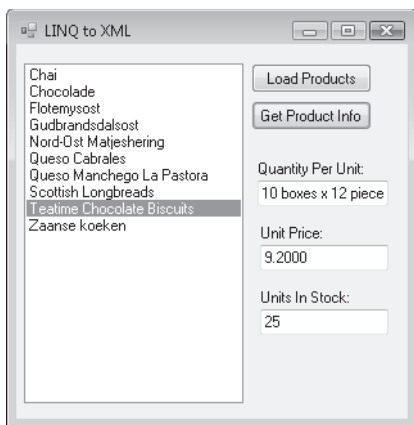 LINQ to XML
Chai
Chocolade
Flotemysost
Gudbrandsdalsost
Nord-Ost Matjeshering
Queso Cabrales
Queso Manchego La Pastora
Scottish Longbreads
Teatime Chocolate Biscuits
Zaanse koeken
Load Products
Get Product Info
Quantity Per Unit:
10 boxes x 12 piece
Unit Price:
9.2000
Units In Stock:
25